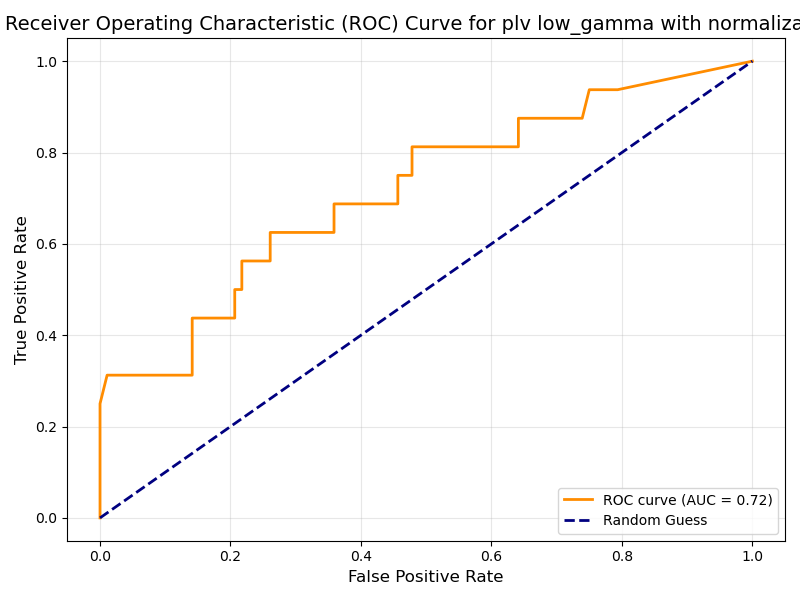 Receiver Operating Characteristic (ROC) Curve for plv low_gamma with normaliza
1.0
0.8
0.6
0.4
0.2
0.0
True Positive Rate
ROC curve (AUC = 0.72)
Random Guess
0.0 0.2 0.4 0.6 0.8 1.0
False Positive Rate